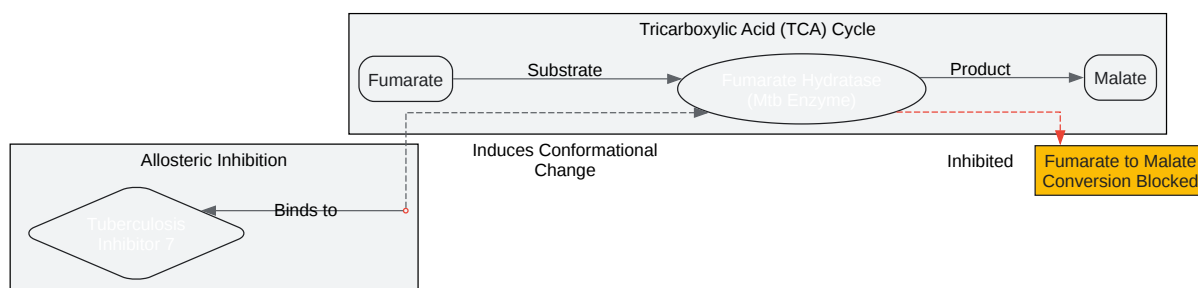 Tricarboxylic Acid (TCA) Cycle
Fumarate
Substrate
Fumarate Hydratase
(Mtb Enzyme)
Product
Malate
Induces Conformational
Change
Inhibited
Fumarate to Malate
Conversion Blocked
Allosteric Inhibition
Tuberculosis
Inhibitor 7
Binds to